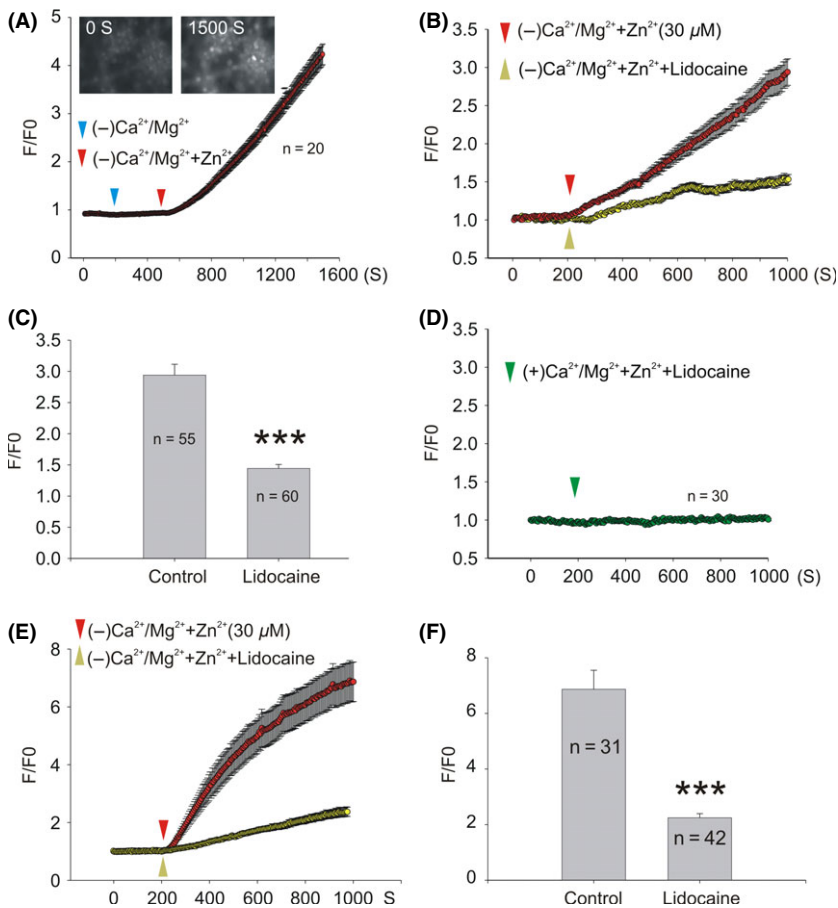 (A)
0 S
1500 S
(–)Ca²⁺/Mg²⁺
(–)Ca²⁺/Mg²⁺+Zn²⁺
n = 20
F/F0
5
4
3
2
1
0
0 400 800 1200 1600 (S)
(B)
(–)Ca²⁺/Mg²⁺+Zn²⁺(30 µM)
(–)Ca²⁺/Mg²⁺+Zn²⁺+Lidocaine
F/F0
3.5
3.0
2.5
2.0
1.5
1.0
0.5
0 200 400 600 800 1000 (S)
(C)
F/F0
3.5
3.0
2.5
2.0
1.5
1.0
0.5
0.0
n = 55
***
n = 60
Control Lidocaine
(D)
(+)Ca²⁺/Mg²⁺+Zn²⁺+Lidocaine
F/F0
3.5
3.0
2.5
2.0
1.5
1.0
0.5
n = 30
0 200 400 600 800 1000 (S)
(E)
(–)Ca²⁺/Mg²⁺+Zn²⁺(30 µM)
(–)Ca²⁺/Mg²⁺+Zn²⁺+Lidocaine
F/F0
8
6
4
2
0
0 200 400 600 800 1000 S
(F)
F/F0
8
6
4
2
0
n = 31
***
n = 42
Control Lidocaine